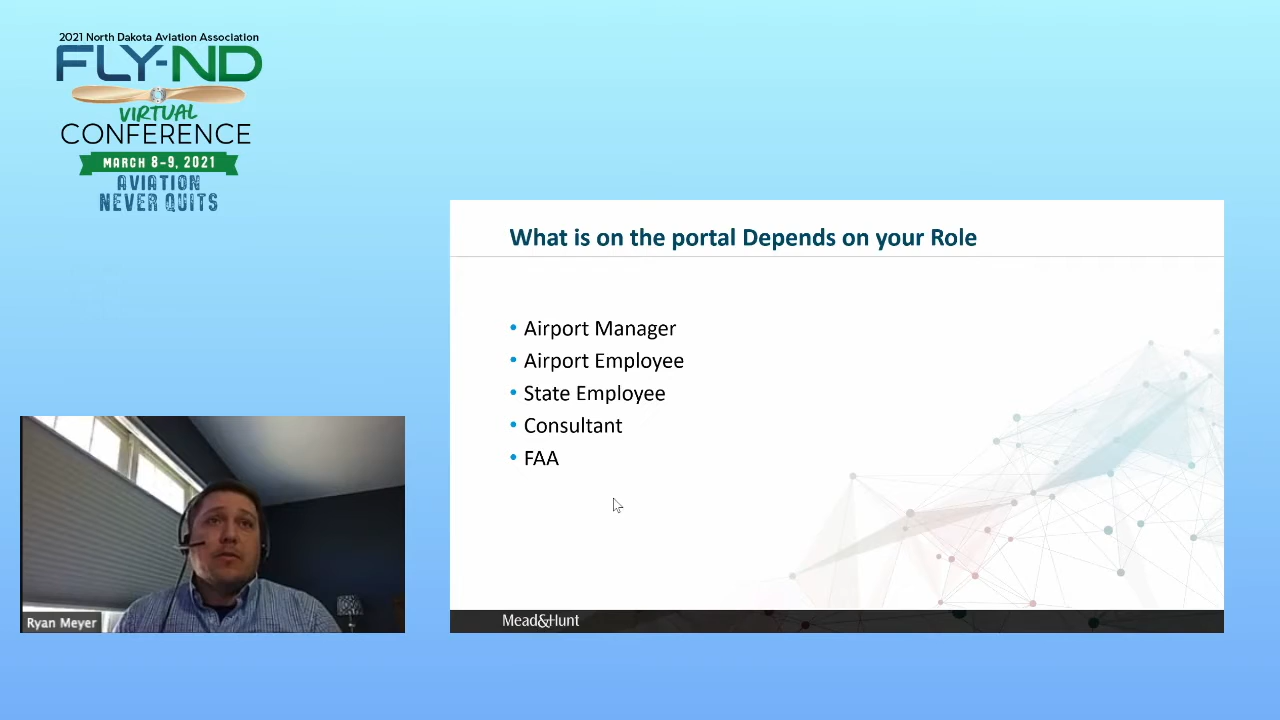 2021 North Dakota Aviation Association
FLY-ND
VIRTUAL
CONFERENCE
MARCH 8-9, 2021
AVIATION
NEVER QUITS
What is on the portal Depends on your Role
• Airport Manager
• Airport Employee
• State Employee
• Consultant
• FAA
Ryan Meyer
Mead&Hunt